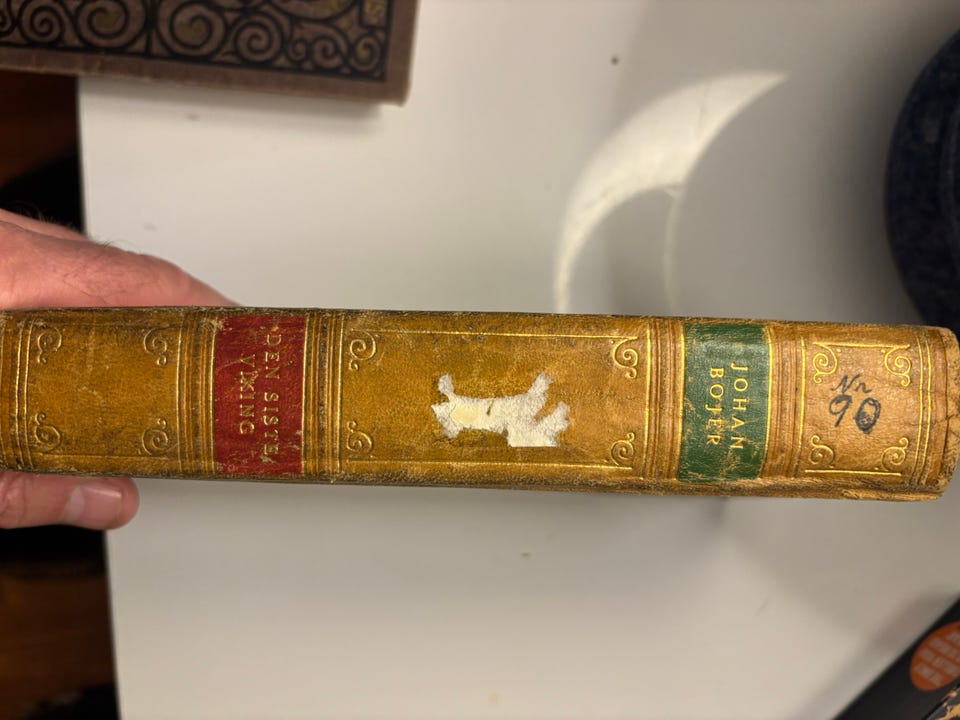 DEN SISTE
VIKING
JOHAN
BOJER
Nr
90